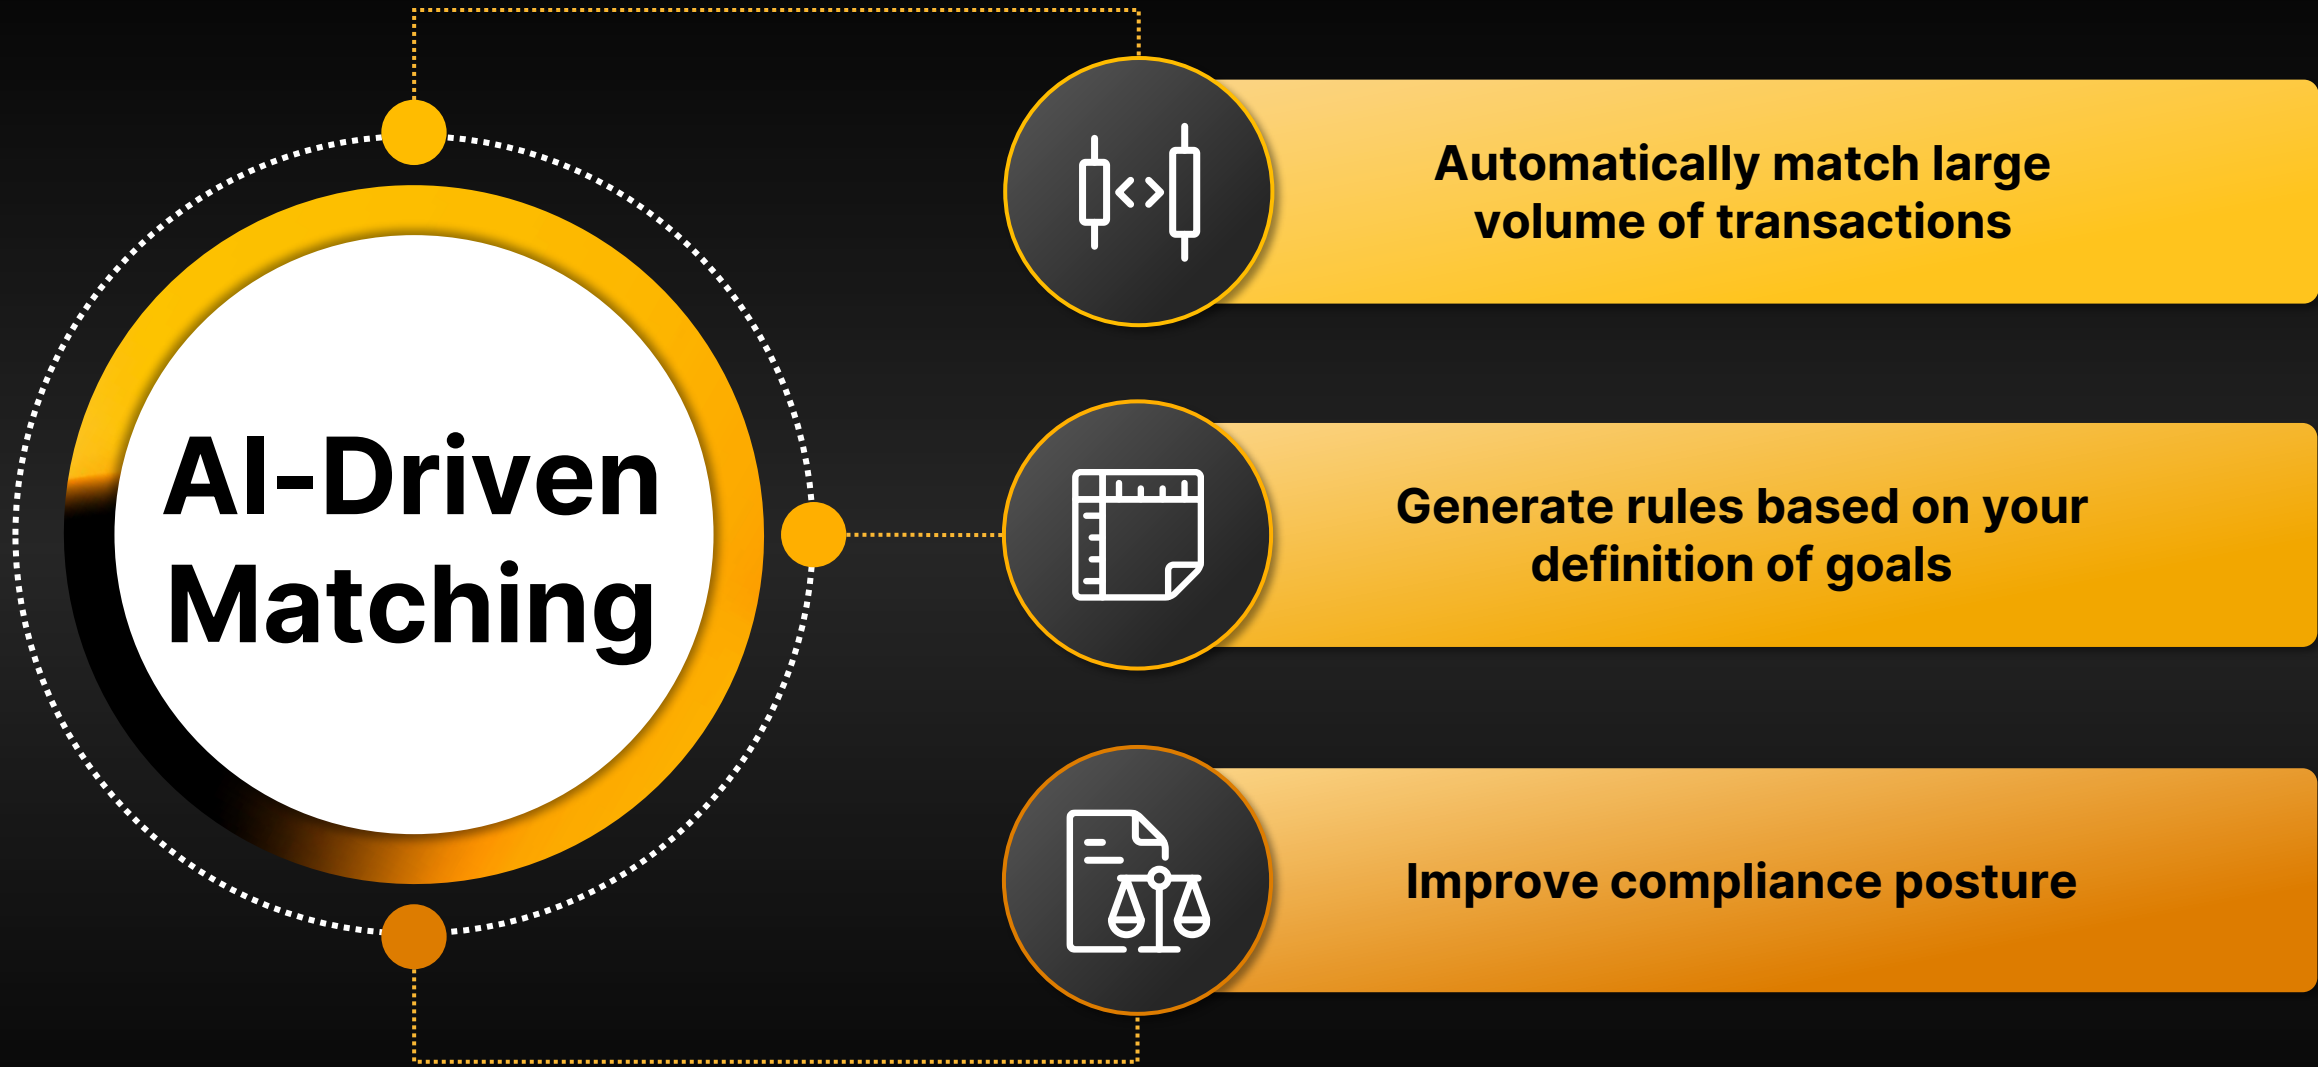 AI-Driven
Matching
Automatically match large
volume of transactions
Generate rules based on your
definition of goals
Improve compliance posture